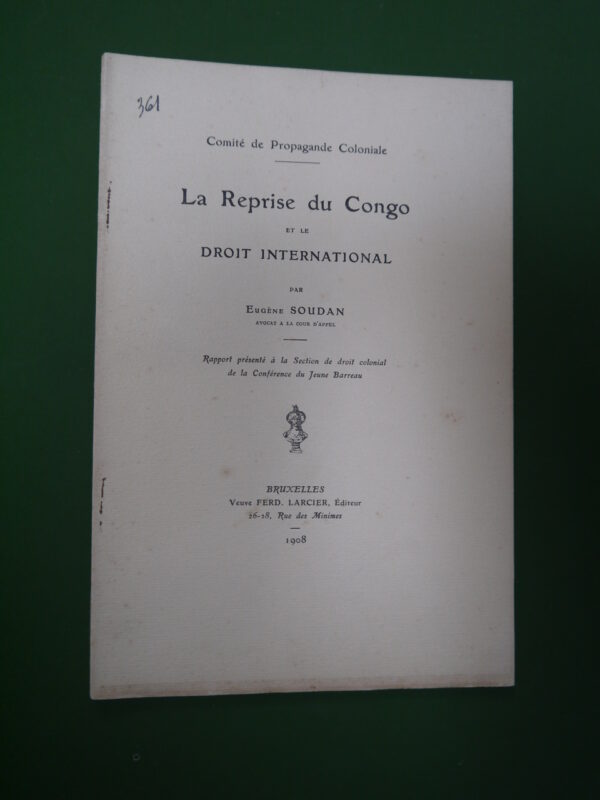 361
Comité de Propagande Coloniale
La Reprise du Congo
ET LE
DROIT INTERNATIONAL
PAR
EUGÈNE SOUDAN
AVOCAT A LA COUR D'APPEL
Rapport présenté à la Section de droit colonial
de la Conférence du Jeune Barreau
BRUXELLES
Veuve FERD. LARCIER, Éditeur
26-28, Rue des Minimes
1908